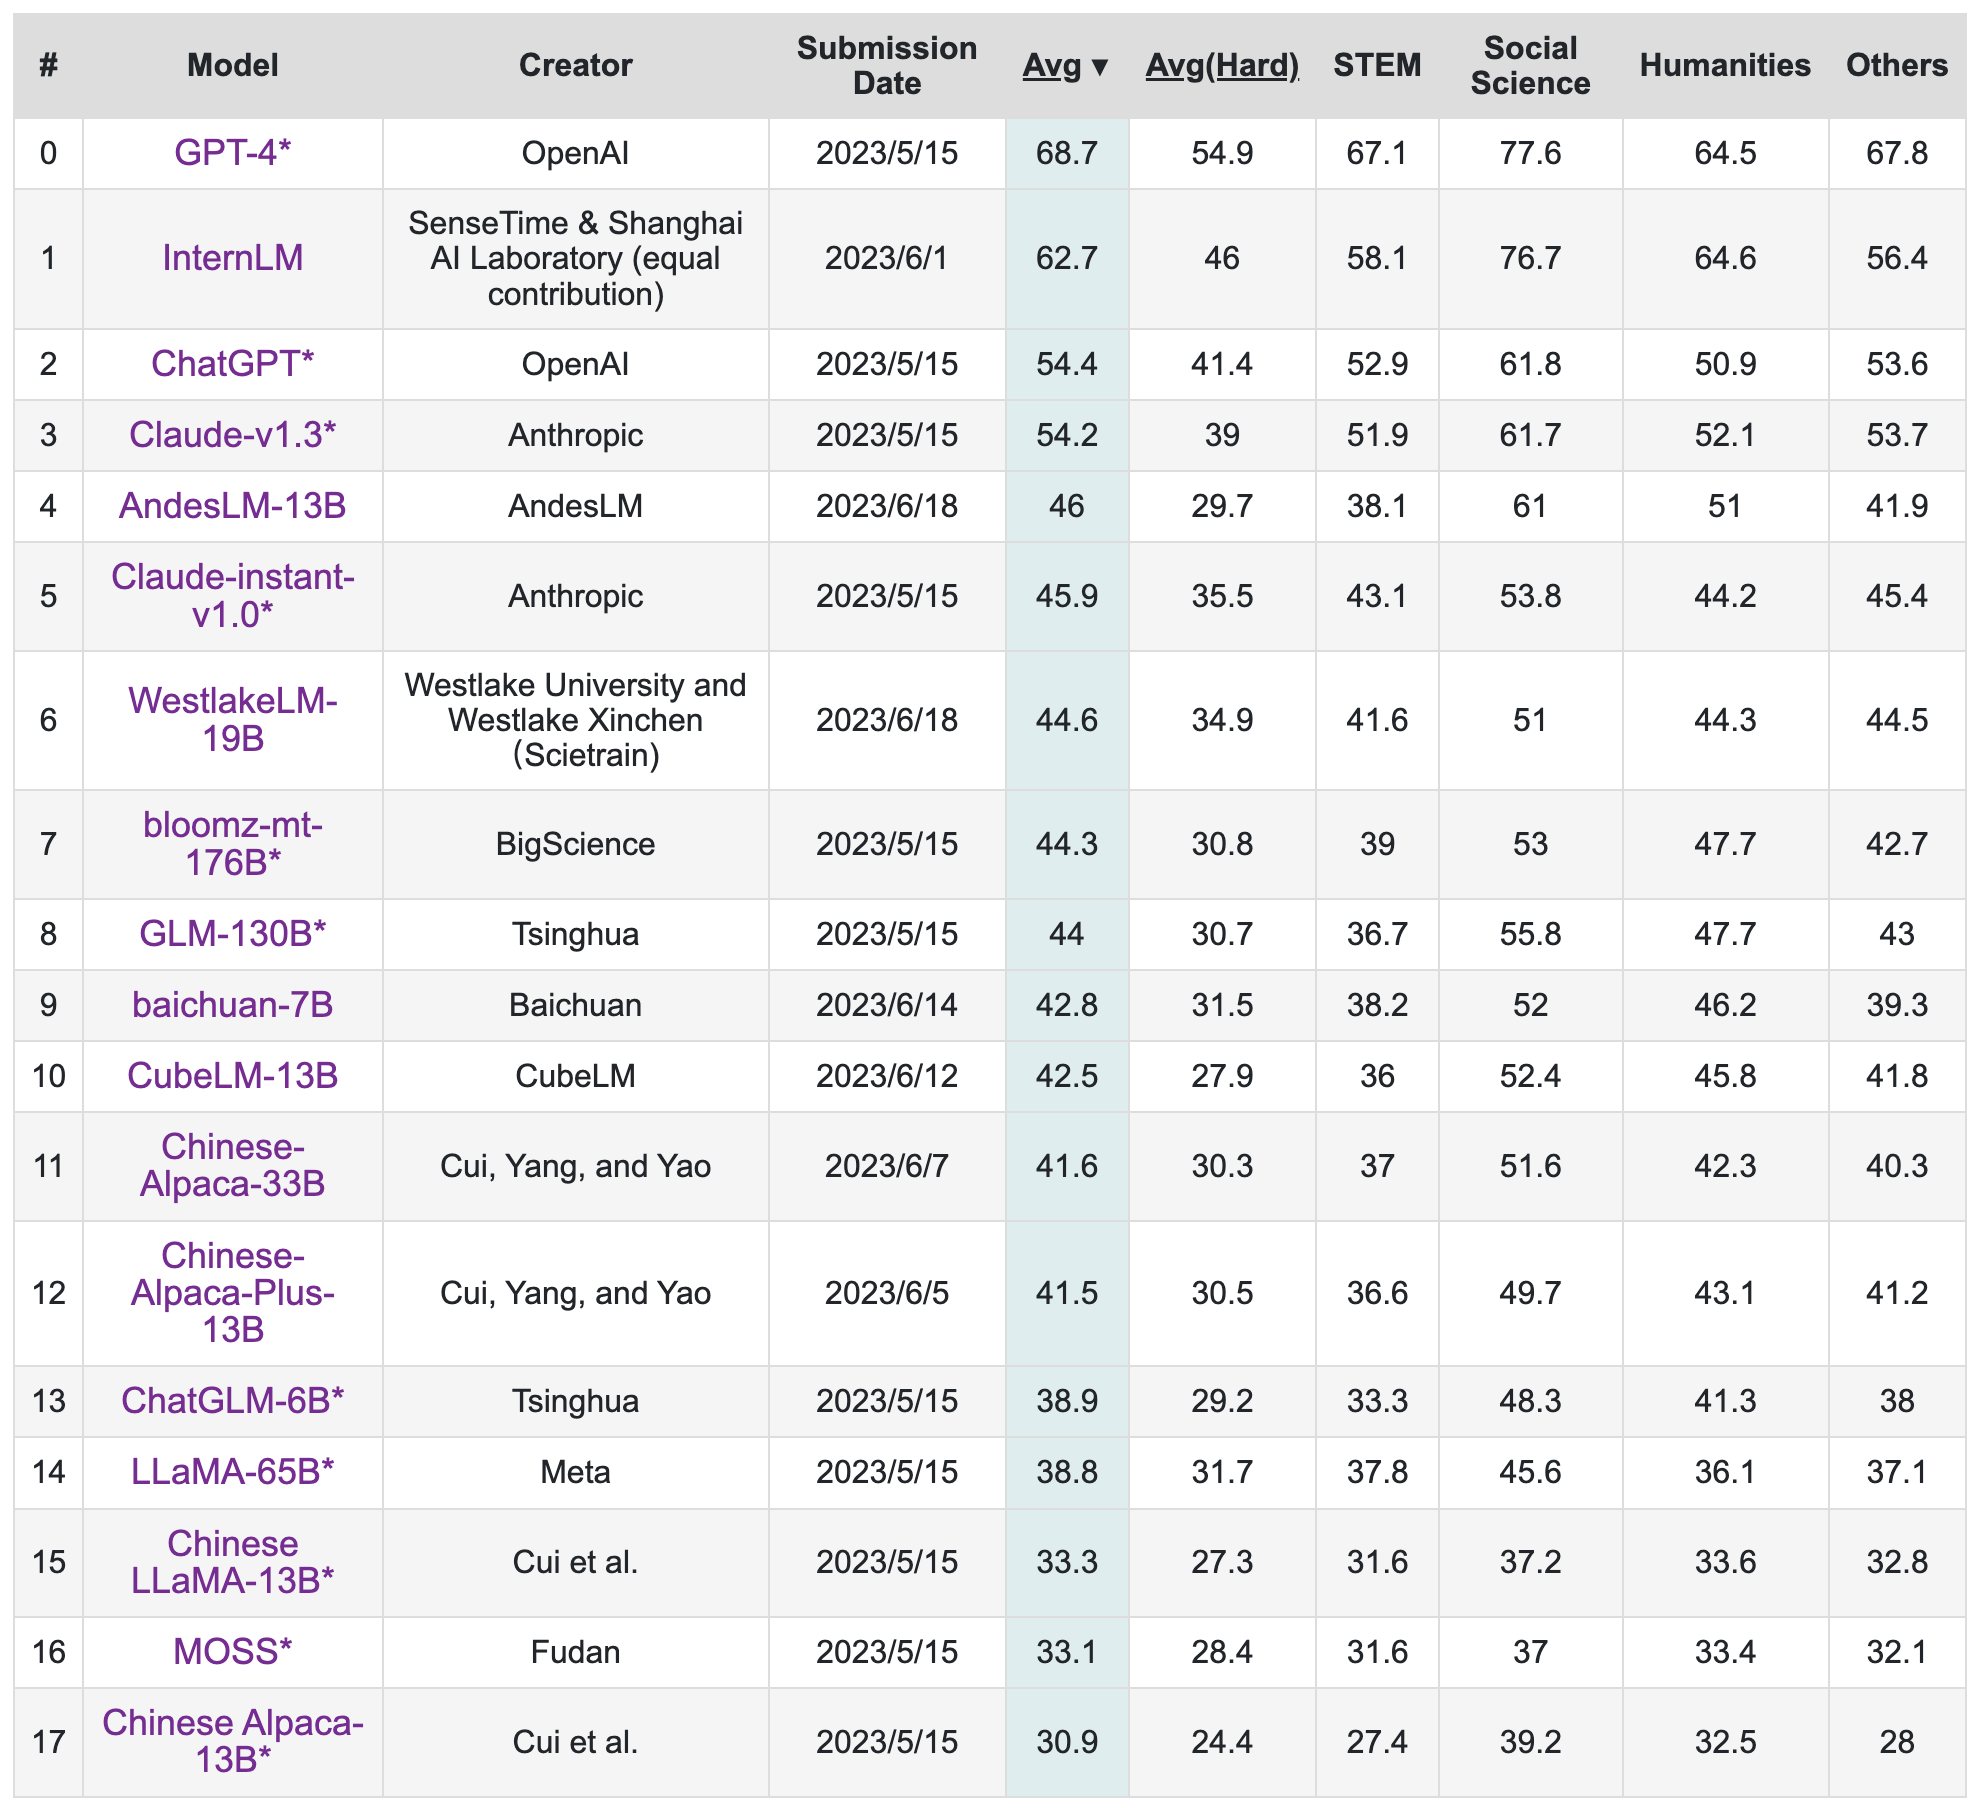 # Model Creator Submission Date Avg ▼ Avg(Hard) STEM Social Science Humanities Others
0 GPT-4* OpenAI 2023/5/15 68.7 54.9 67.1 77.6 64.5 67.8
1 InternLM SenseTime & Shanghai AI Laboratory (equal contribution) 2023/6/1 62.7 46 58.1 76.7 64.6 56.4
2 ChatGPT* OpenAI 2023/5/15 54.4 41.4 52.9 61.8 50.9 53.6
3 Claude-v1.3* Anthropic 2023/5/15 54.2 39 51.9 61.7 52.1 53.7
4 AndesLM-13B AndesLM 2023/6/18 46 29.7 38.1 61 51 41.9
5 Claude-instant-v1.0* Anthropic 2023/5/15 45.9 35.5 43.1 53.8 44.2 45.4
6 WestlakeLM-19B Westlake University and Westlake Xinchen (Scietrain) 2023/6/18 44.6 34.9 41.6 51 44.3 44.5
7 bloomz-mt-176B* BigScience 2023/5/15 44.3 30.8 39 53 47.7 42.7
8 GLM-130B* Tsinghua 2023/5/15 44 30.7 36.7 55.8 47.7 43
9 baichuan-7B Baichuan 2023/6/14 42.8 31.5 38.2 52 46.2 39.3
10 CubeLM-13B CubeLM 2023/6/12 42.5 27.9 36 52.4 45.8 41.8
11 Chinese-Alpaca-33B Cui, Yang, and Yao 2023/6/7 41.6 30.3 37 51.6 42.3 40.3
12 Chinese-Alpaca-Plus-13B Cui, Yang, and Yao 2023/6/5 41.5 30.5 36.6 49.7 43.1 41.2
13 ChatGLM-6B* Tsinghua 2023/5/15 38.9 29.2 33.3 48.3 41.3 38
14 LLaMA-65B* Meta 2023/5/15 38.8 31.7 37.8 45.6 36.1 37.1
15 Chinese LLaMA-13B* Cui et al. 2023/5/15 33.3 27.3 31.6 37.2 33.6 32.8
16 MOSS* Fudan 2023/5/15 33.1 28.4 31.6 37 33.4 32.1
17 Chinese Alpaca-13B* Cui et al. 2023/5/15 30.9 24.4 27.4 39.2 32.5 28